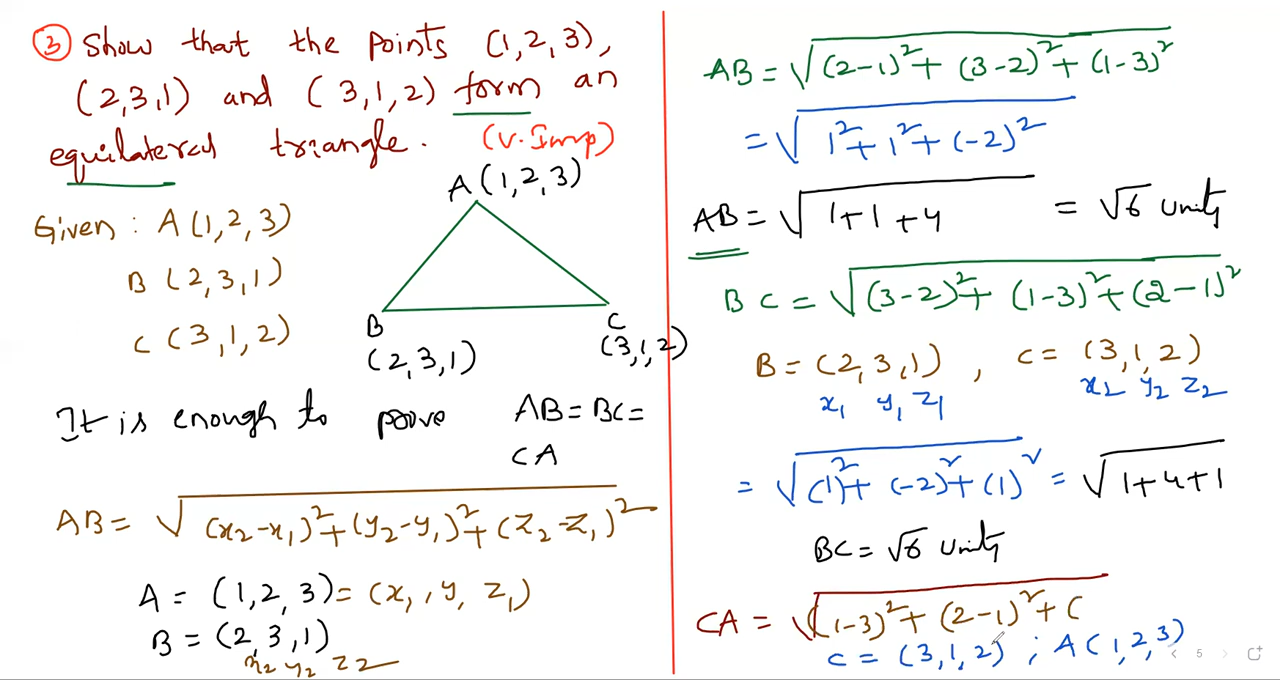 ③ Show that the points (1,2,3),
(2,3,1) and (3,1,2) form an
equilateral triangle. (V.Imp)
A (1,2,3)
Given : A (1,2,3)
B (2,3,1)
C (3,1,2)
B
(2,3,1)
C
(3,1,2)
It is enough to prove AB = BC =
CA
AB = √(x₂-x₁)²+(y₂-y₁)²+(z₂-z₁)²
A = (1,2,3) = (x₁, y, z₁)
B = (2,3,1)
x₂ y₂ z₂
AB = √(2-1)²+(3-2)²+(1-3)²
= √1²+1²+(-2)²
AB = √1+1+4 = √6 units
BC = √(3-2)²+(1-3)²+(2-1)²
B = (2,3,1) , C = (3,1,2)
x₁ y₁ z₁ x₂ y₂ z₂
= √(1)²+(-2)²+(1)² = √1+4+1
BC = √6 units
CA = √(1-3)²+(2-1)²+(
C = (3,1,2) ; A(1,2,3)
5